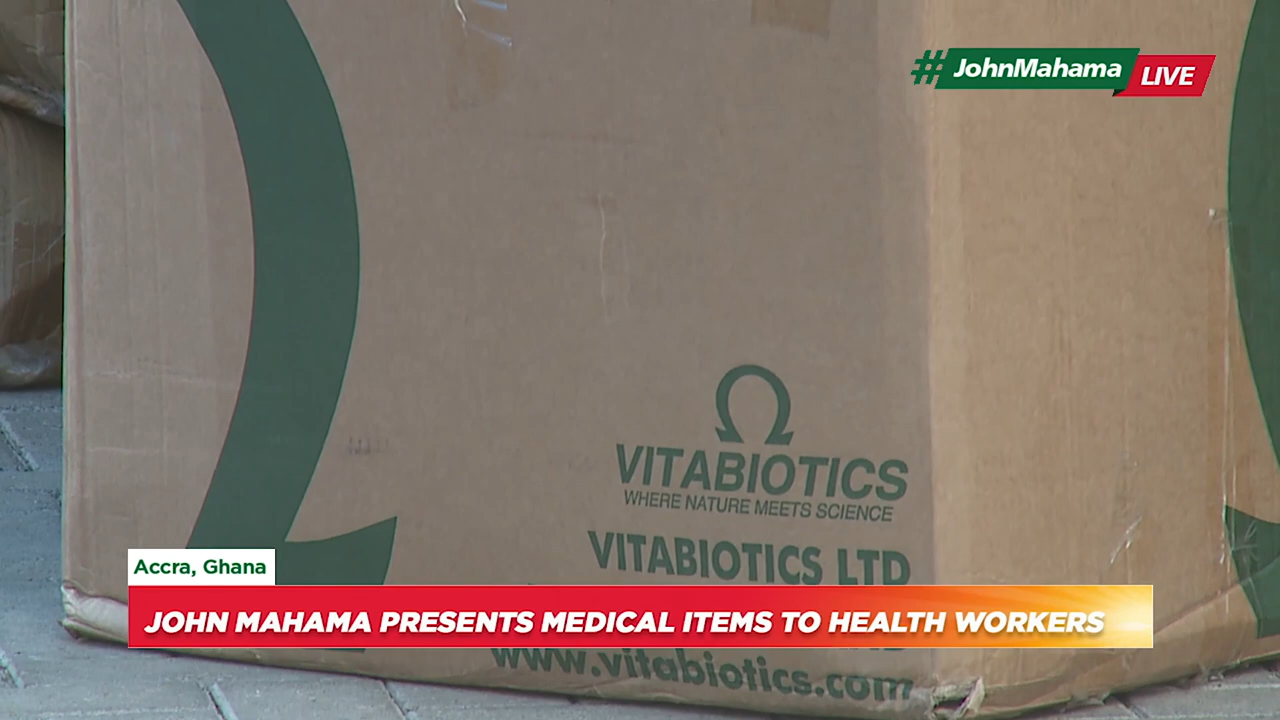 #JohnMahama LIVE
Ω
VITABIOTICS
WHERE NATURE MEETS SCIENCE
VITABIOTICS LTD
Accra, Ghana
JOHN MAHAMA PRESENTS MEDICAL ITEMS TO HEALTH WORKERS
www.vitabiotics.com